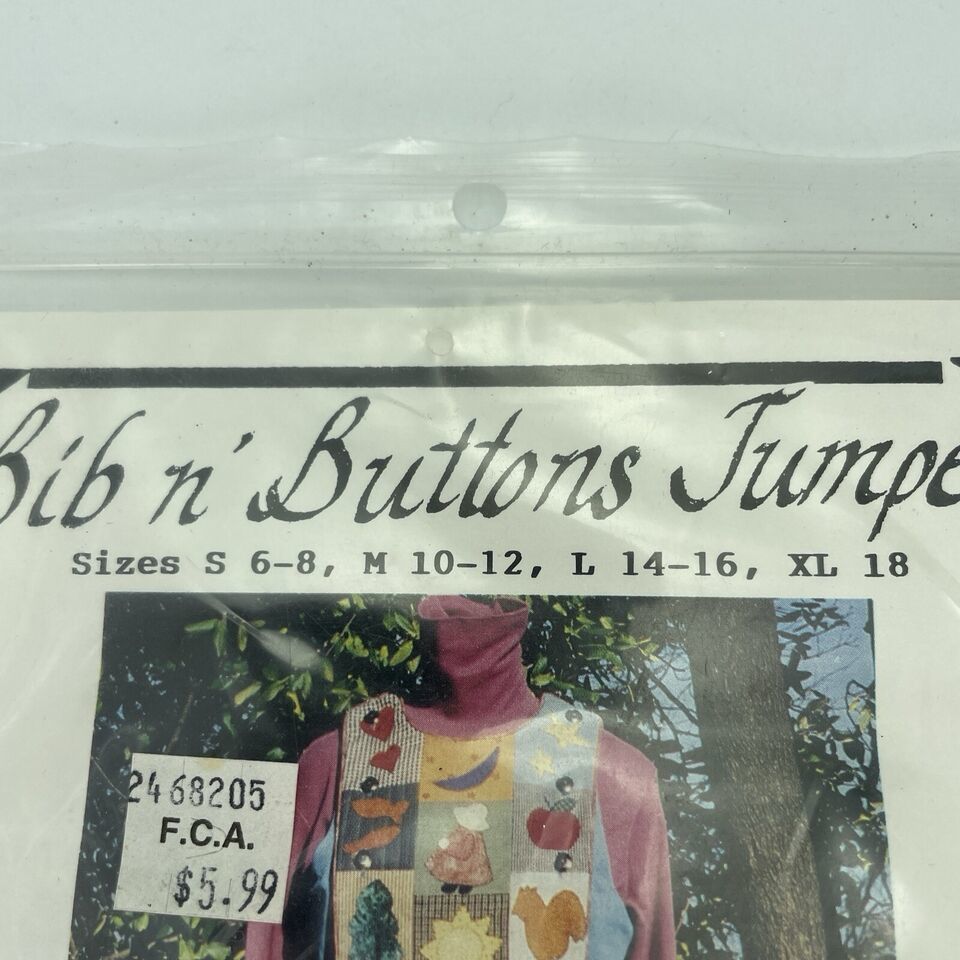 Bib n' Buttons Jumpe
Sizes S 6-8, M 10-12, L 14-16, XL 18
2468205
F.C.A.
$5.99